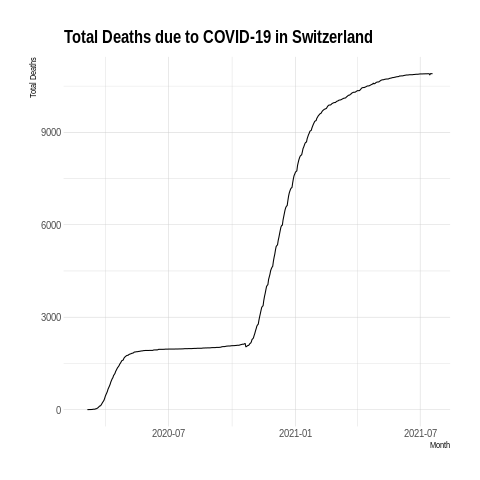 Total Deaths due to COVID-19 in Switzerland
Total Deaths
9000
6000
3000
0
2020-07 2021-01 2021-07
Month